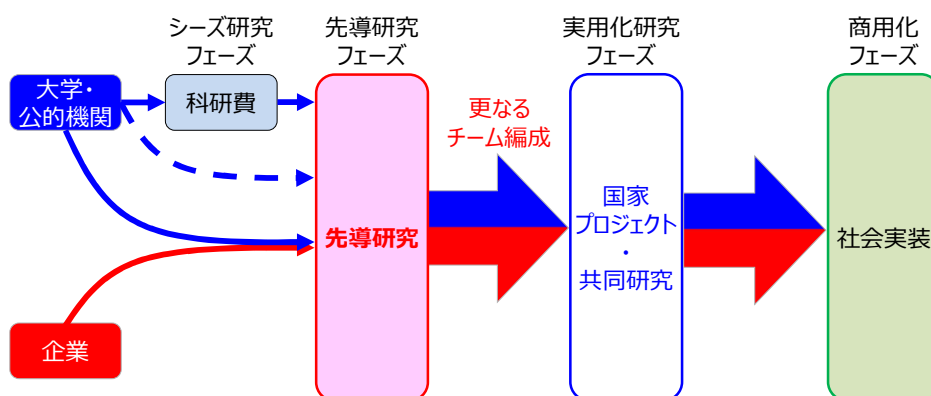 シーズ研究
フェーズ
先導研究
フェーズ
実用化研究
フェーズ
商用化
フェーズ
大学・
公的機関
科研費
更なる
チーム編成
先導研究
国家
プロジェクト
・
共同研究
社会実装
企業